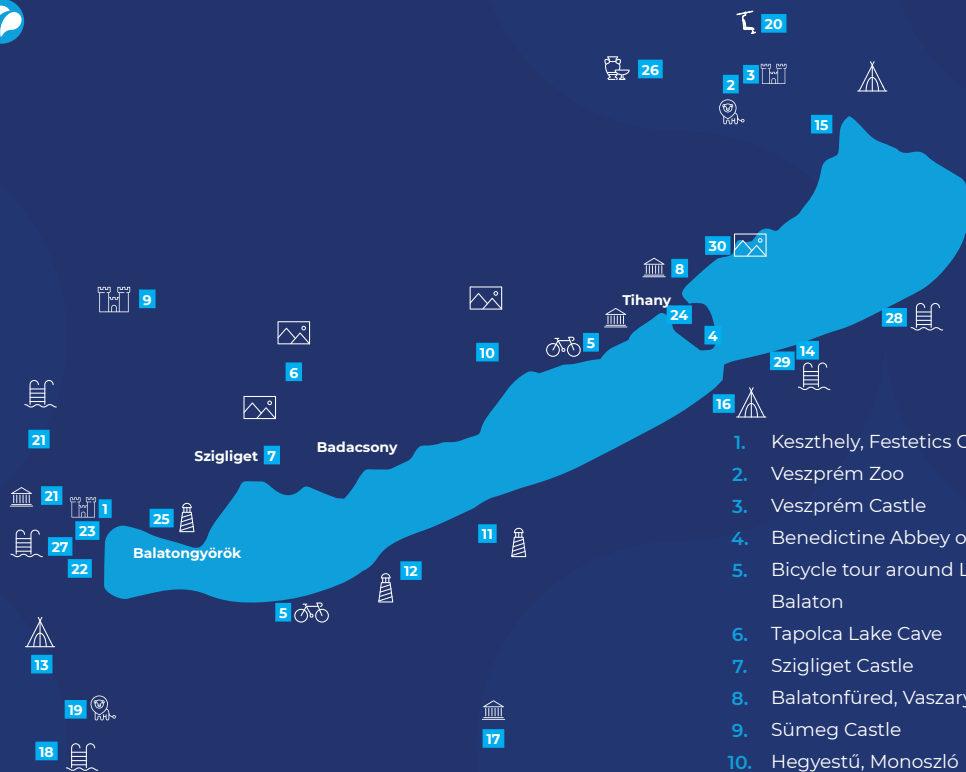 20
26
3
2
15
30
8
9
Tihany
24
28
4
5
14
10
29
6
16
21
1. Keszthely, Festetics
Badacsony
Szigliget 7
2. Veszprém Zoo
21
1
3. Veszprém Castle
25
23
11
4. Benedictine Abbey
27
Balatongyörök
22
12
5. Bicycle tour around
Balaton
5
6. Tapolca Lake Cave
13
7. Szigliget Castle
19
8. Balatonfüred, Vaszary
17
9. Sümeg Castle
18
10. Hegyestű, Monoszló